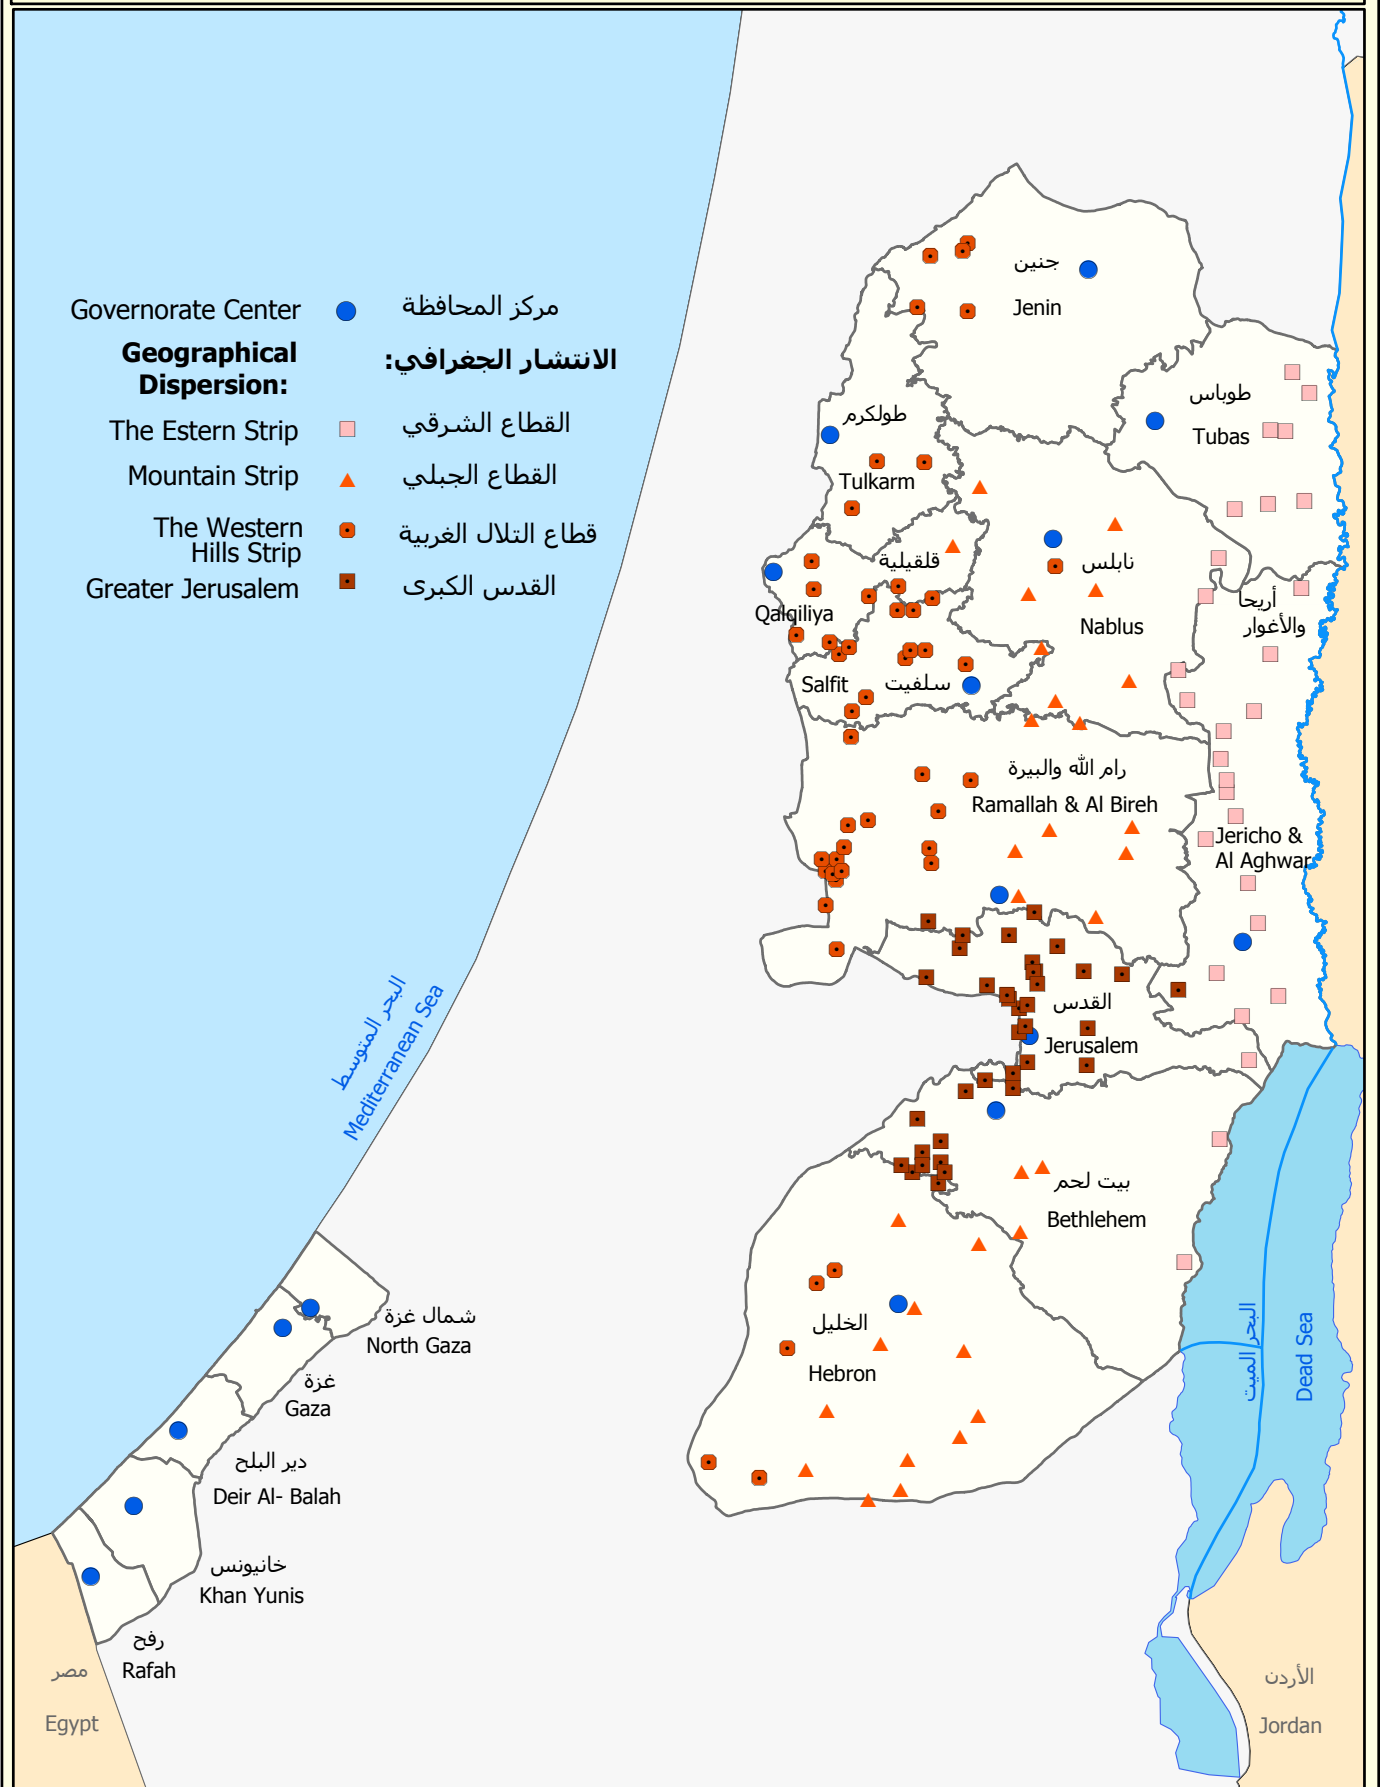 Governorate Center
مركز المحافظة
Geographical
Dispersion:
الانتشار الجغرافي:
The Estern Strip
القطاع الشرقي
Mountain Strip
القطاع الجبلي
The Western
Hills Strip
قطاع التلال الغربية
Greater Jerusalem
القدس الكبرى
جنين
Jenin
طوباس
Tubas
طولكرم
Tulkarm
قلقيلية
Qalqiliya
نابلس
Nablus
أريحا
والأغوار
Jericho &
Al Aghwar
Salfit
سلفيت
رام الله والبيرة
Ramallah & Al Bireh
القدس
Jerusalem
بيت لحم
Bethlehem
الخليل
Hebron
البحر المتوسط
Mediterranean Sea
البحر الميت
Dead Sea
شمال غزة
North Gaza
غزة
Gaza
دير البلح
Deir Al- Balah
خانيونس
Khan Yunis
رفح
Rafah
مصر
Egypt
الأردن
Jordan